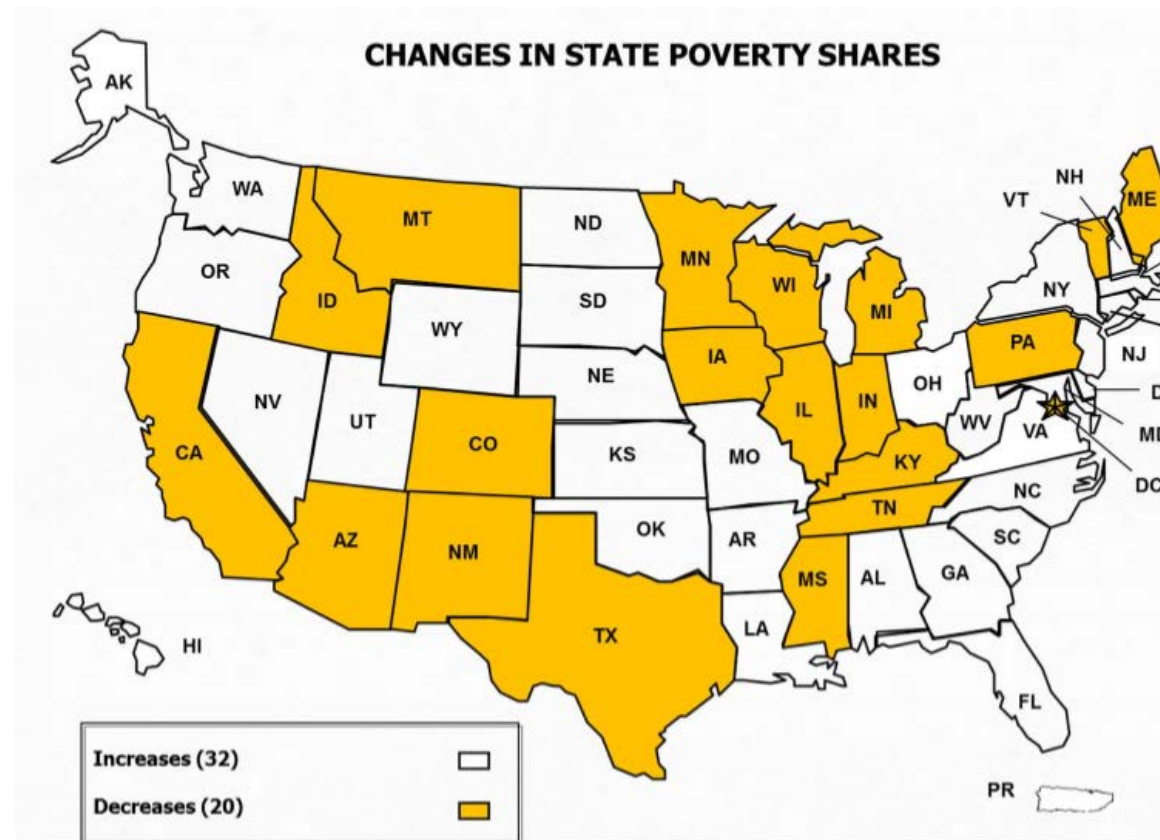 CHANGES IN STATE POVERTY SHARES
AK
WA
MT
ND
MN
VT
NH
ME
OR
ID
SD
WI
MI
NY
WY
IA
PA
NJ
NE
NV
UT
CO
IL
IN
OH
WV
VA
D
MD
DC
CA
KS
MO
KY
AZ
NM
OK
AR
TN
NC
SC
MS
AL
GA
TX
LA
HI
FL
Increases (32)
Decreases (20)
PR